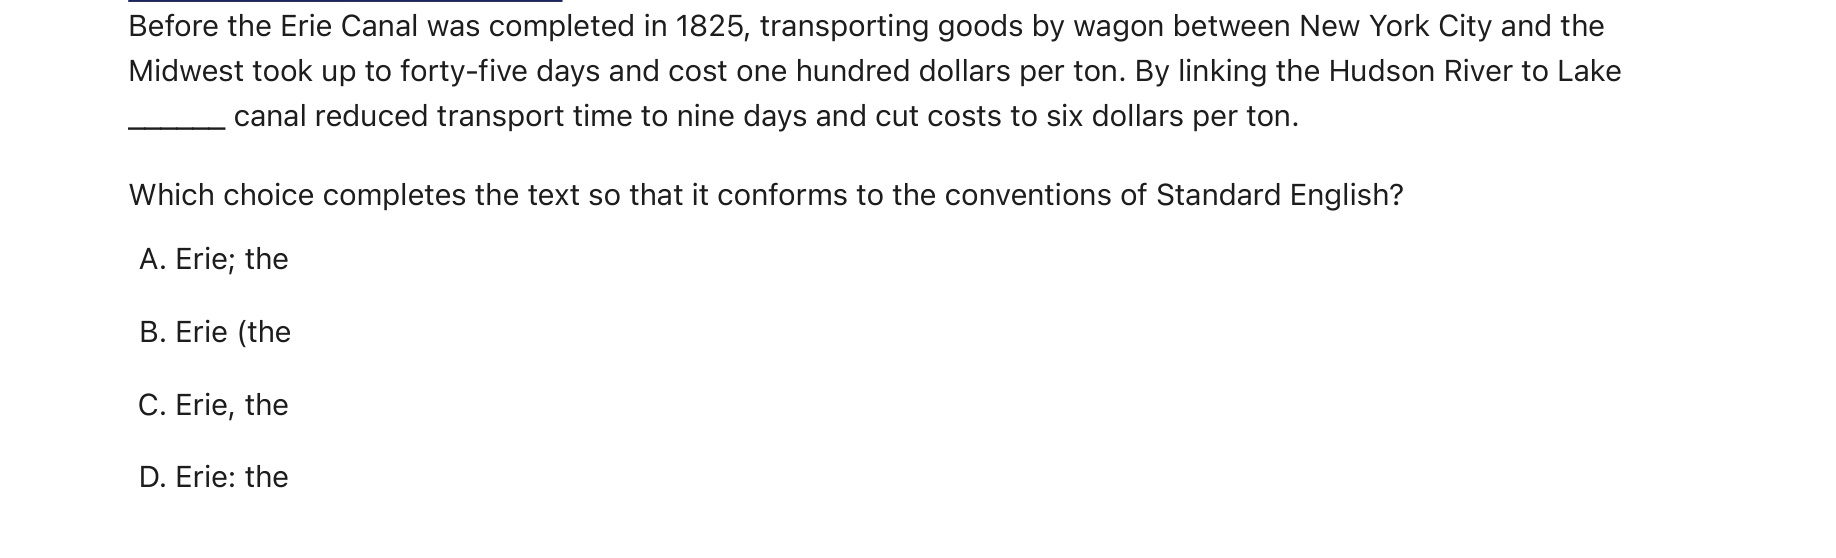 Before the Erie Canal was completed in 1825, transporting goods by wagon between New York City and the
Midwest took up to forty-five days and cost one hundred dollars per ton. By linking the Hudson River to Lake
______ canal reduced transport time to nine days and cut costs to six dollars per ton.
Which choice completes the text so that it conforms to the conventions of Standard English?
A. Erie; the
B. Erie (the
C. Erie, the
D. Erie: the